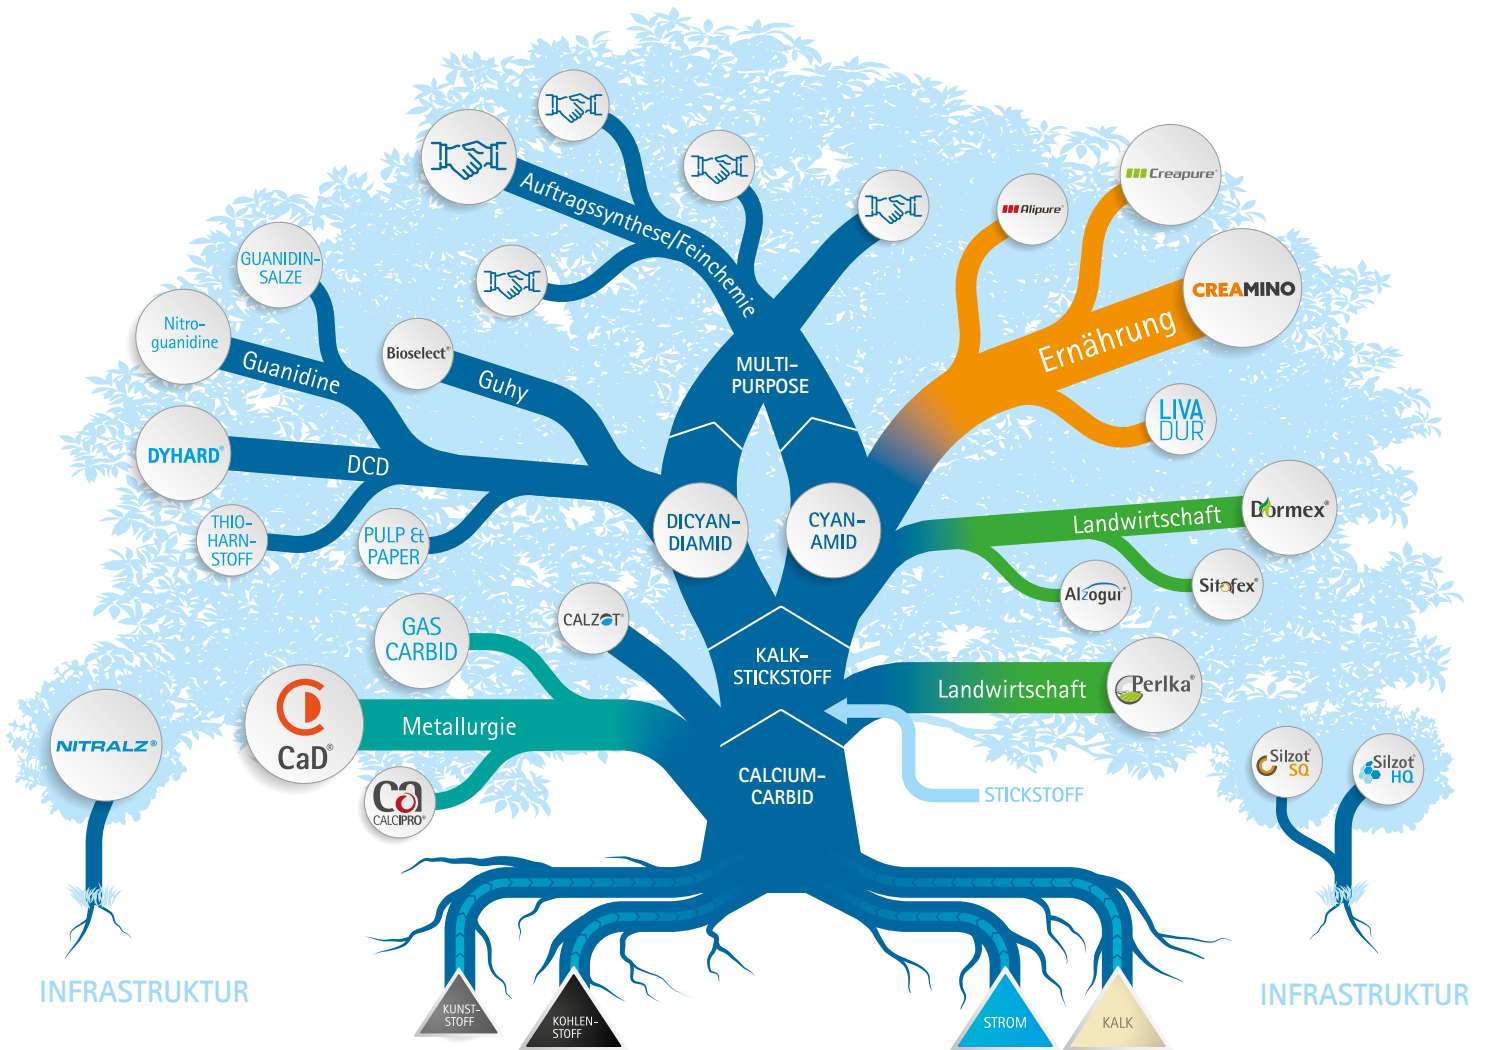 Auftragssynthese/Feinchemie
Alipure®
Creapure®
CREAMINO
Ernährung
LIVA
DUR®
GUANIDIN-
SALZE
Nitro-
guanidine
Guanidine
Bioselect®
Guhy
MULTI-
PURPOSE
DYHARD®
DCD
THIO-
HARN-
STOFF
PULP &
PAPER
DICYAN-
DIAMID
CYAN-
AMID
Landwirtschaft
Dormex®
Alzogur®
Sitofex®
GAS
CARBID
CALZOT®
KALK-
STICKSTOFF
Landwirtschaft
Perlka®
NITRALZ®
CaD®
Metallurgie
ca
CALCIPRO®
CALCIUM-
CARBID
STICKSTOFF
Silzot®
SQ
Silzot®
HQ
INFRASTRUKTUR
KUNST-
STOFF
KOHLEN-
STOFF
STROM
KALK
INFRASTRUKTUR